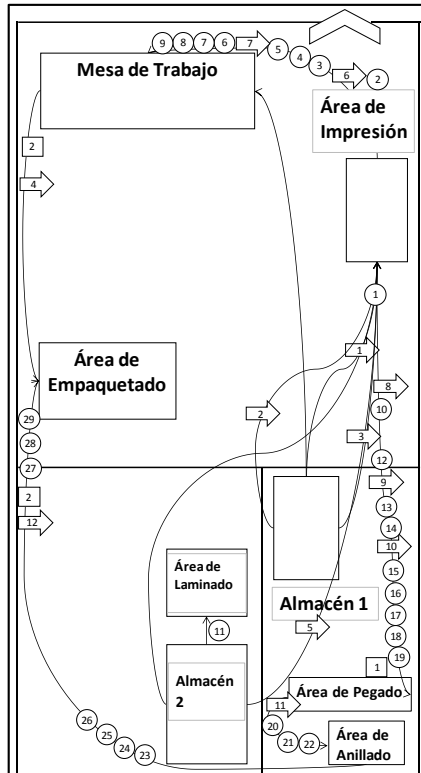 9 8 7 6 7 5 4 3 6 2
Mesa de Trabajo
Área de
Impresión
2
4
1
1
Área de
Empaquetado
8
2
10
3
29
28
27
12
2
9
12
13
14
10
15
16
17
18
19
Área de
Laminado
11
Almacén 1
5
1
Almacén
2
Área de Pegado
11
20
21
22
Área de
Anillado
26
25
24
23